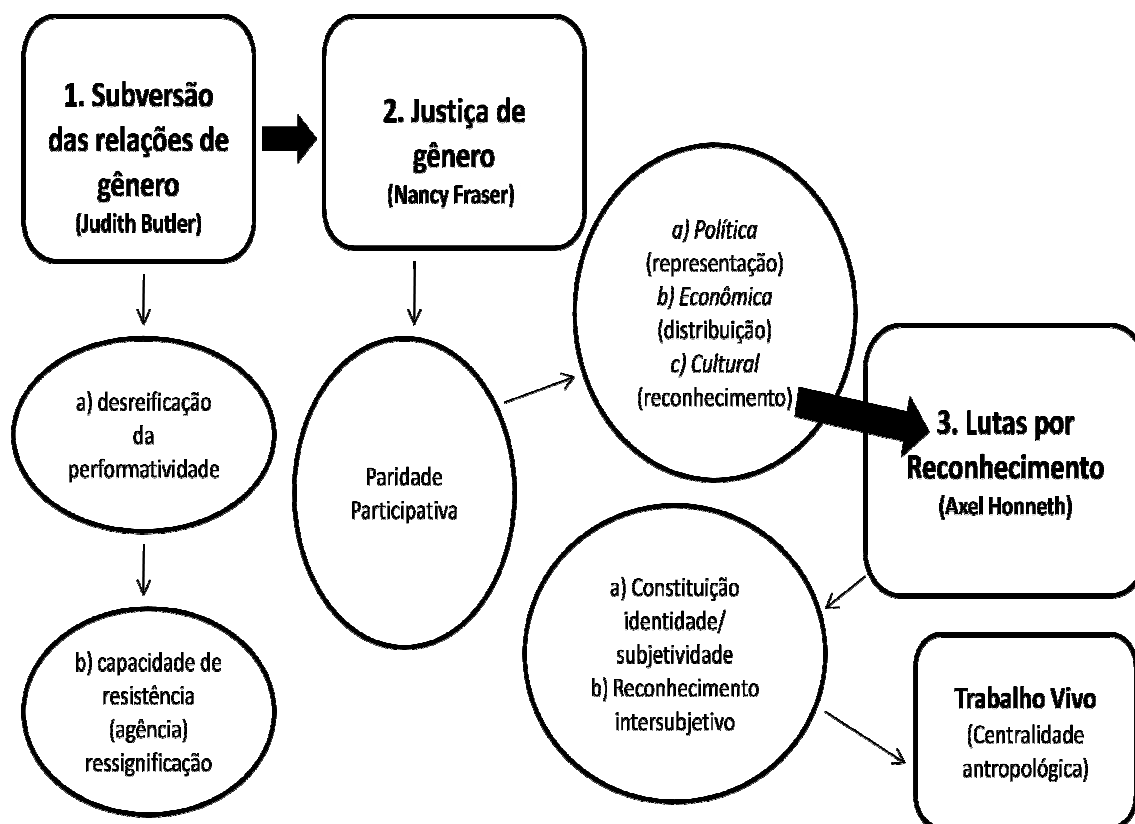 1. Subversão
das relações de
gênero
(Judith Butler)
2. Justiça de
gênero
(Nancy Fraser)
a) Política
(representação)
b) Econômica
(distribuição)
c) Cultural
(reconhecimento)
3. Lutas por
Reconhecimento
(Axel Honneth)
a) desreificação
da
performatividade
Paridade
Participativa
a) Constituição
identidade/
subjetividade
b) Reconhecimento
intersubjetivo
b) capacidade de
resistência
(agência)
ressignificação
Trabalho Vivo
(Centralidade
antropológica)